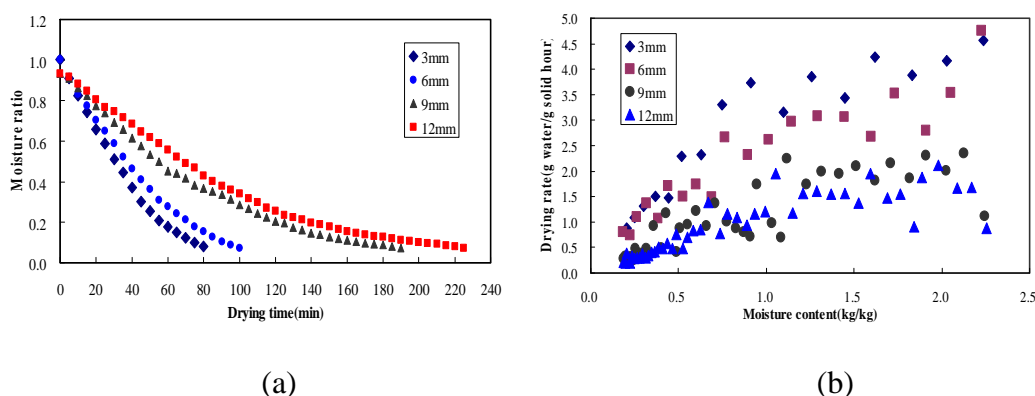 1.2
1.0
0.8
0.6
0.4
0.2
0.0
Moisture ratio
3mm
6mm
9mm
12mm
0 20 40 60 80 100 120 140 160 180 200 220 240
Drying time(min)
(a)
5.0
4.5
4.0
3.5
3.0
2.5
2.0
1.5
1.0
0.5
0.0
Drying rate(g water/g solid hour)
3mm
6mm
9mm
12mm
0.0 0.5 1.0 1.5 2.0 2.5
Moisture content(kg/kg)
(b)